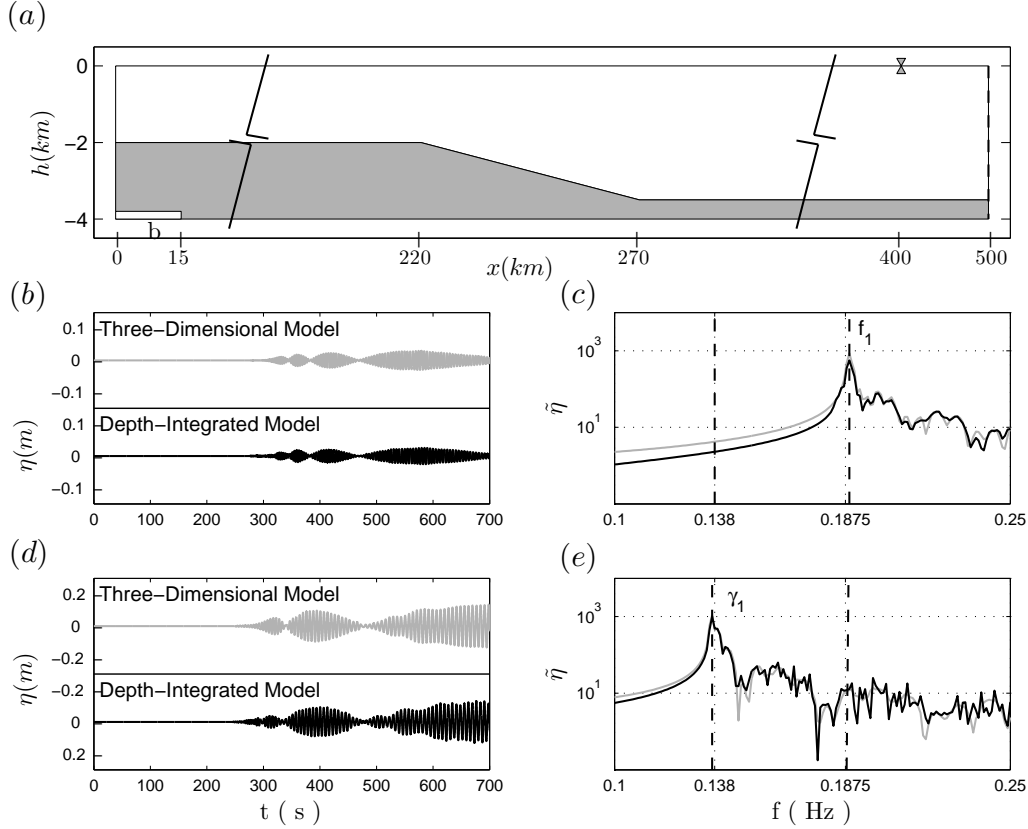 (a)
h(km)
0
−2
−4
b
0 15 220 270 400 500
x(km)
(b)
Three−Dimensional Model
0.1
0
−0.1
Depth−Integrated Model
0.1
0
−0.1
η(m)
0 100 200 300 400 500 600 700
(c)
f1
10^3
10^1
η̃
0.1 0.138 0.1875 0.25
(d)
Three−Dimensional Model
0.2
0
−0.2
Depth−Integrated Model
−0.2
0
0.2
η(m)
0 100 200 300 400 500 600 700
t ( s )
(e)
γ1
10^3
10^1
η̃
0.1 0.138 0.1875 0.25
f ( Hz )